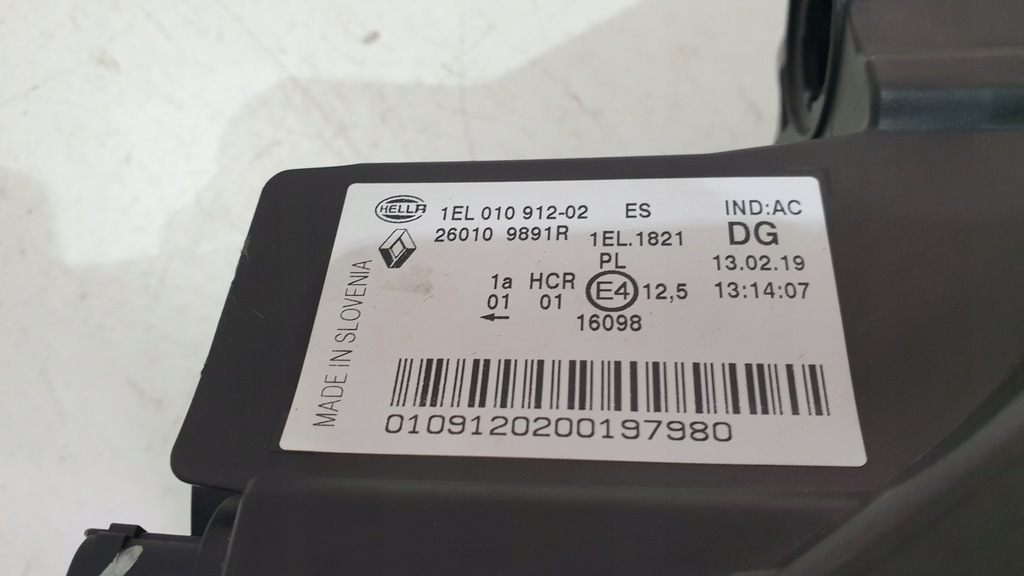 HELLA 1EL 010 912-02 ES IND:AC
26010 9891R 1EL.1821 DG
PL 13.02.19
1a HCR E4 12,5 13:14:07
01 01
16098
MADE IN SLOVENIA
0109120200197980